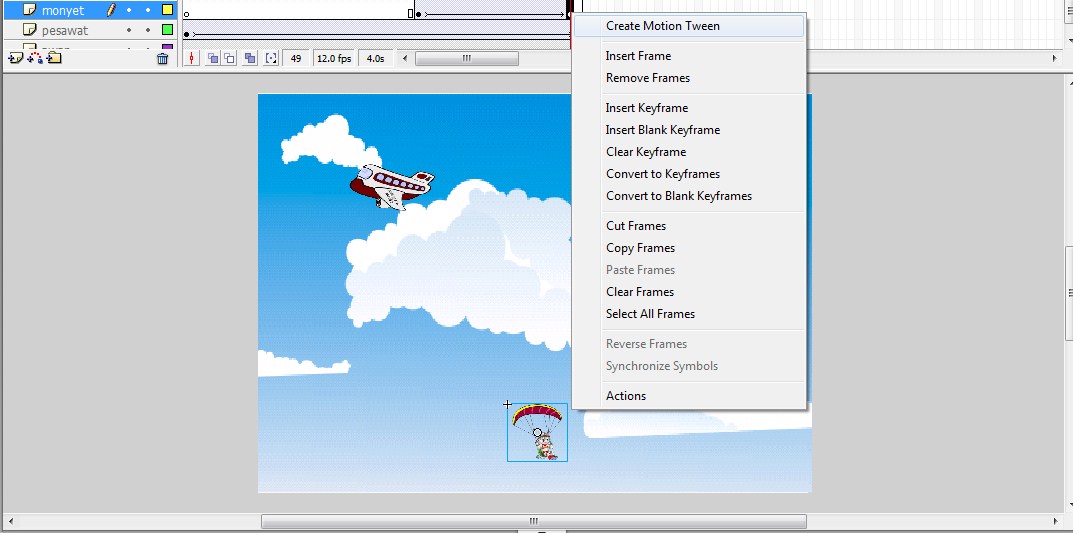 monyet
pesawat
49 12.0 fps 4.0s
Create Motion Tween
Insert Frame
Remove Frames
Insert Keyframe
Insert Blank Keyframe
Clear Keyframe
Convert to Keyframes
Convert to Blank Keyframes
Cut Frames
Copy Frames
Paste Frames
Clear Frames
Select All Frames
Reverse Frames
Synchronize Symbols
Actions